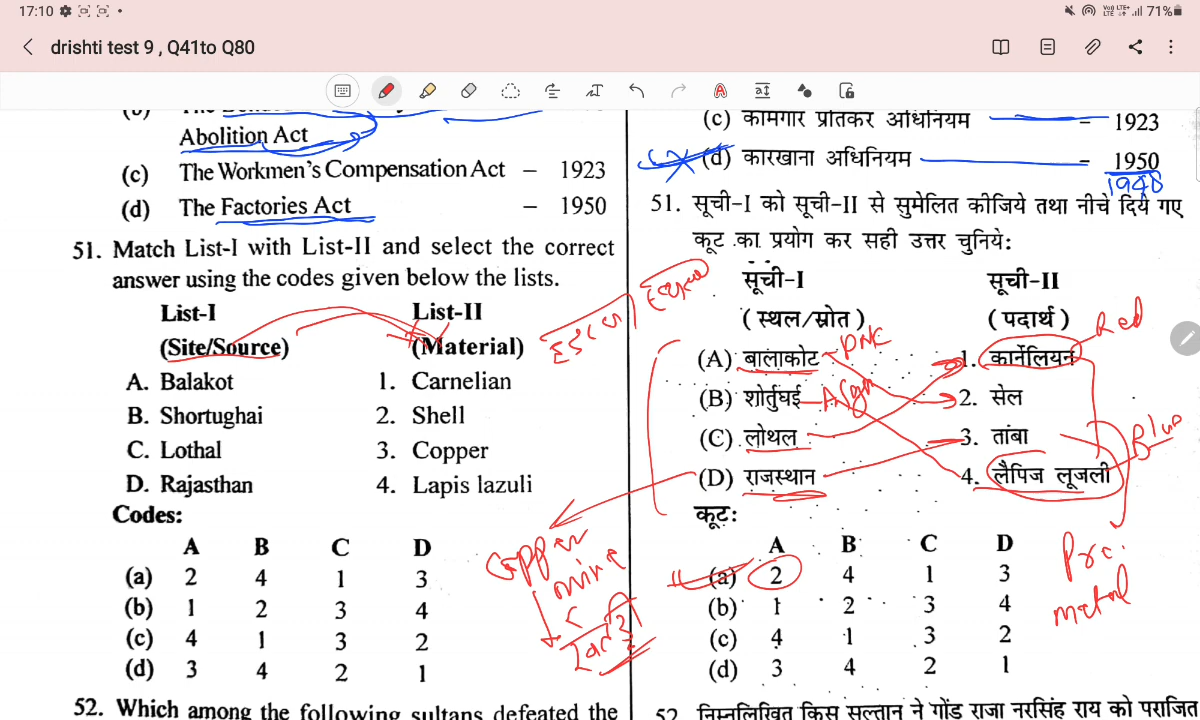 17:10
Vo) LTE+
LTE
71%
drishti test 9 , Q41to Q80
Abolition Act
(c) The Workmen's Compensation Act – 1923
(d) The Factories Act – 1950
51. Match List-I with List-II and select the correct
answer using the codes given below the lists.
List-I List-II
(Site/Source) (Material)
A. Balakot 1. Carnelian
B. Shortughai 2. Shell
C. Lothal 3. Copper
D. Rajasthan 4. Lapis lazuli
Codes:
A B C D
(a) 2 4 1 3
(b) 1 2 3 4
(c) 4 1 3 2
(d) 3 4 2 1
52. Which among the following sultans defeated the
(c) कामगार प्रतिकर अधिनियम – 1923
(d) कारखाना अधिनियम – 1950
1948
51. सूची-I को सूची-II से सुमेलित कीजिये तथा नीचे दिये गए
कूट का प्रयोग कर सही उत्तर चुनिये:
सूची-I सूची-II
(स्थल/स्रोत) (पदार्थ)
Red
(A) बालाकोट 1. कार्नेलियन
(B) शोर्तुघई 2. सेल
(C) लोथल 3. तांबा
Blue
(D) राजस्थान 4. लैपिज लूजली
कूट:
A B C D
(a) 2 4 1 3
(b) 1 2 3 4
(c) 4 1 3 2
(d) 3 4 2 1
Copper
mine
Prc.
metal
52. निम्नलिखित किस सुल्तान ने गोंड राजा नरसिंह राय को पराजित